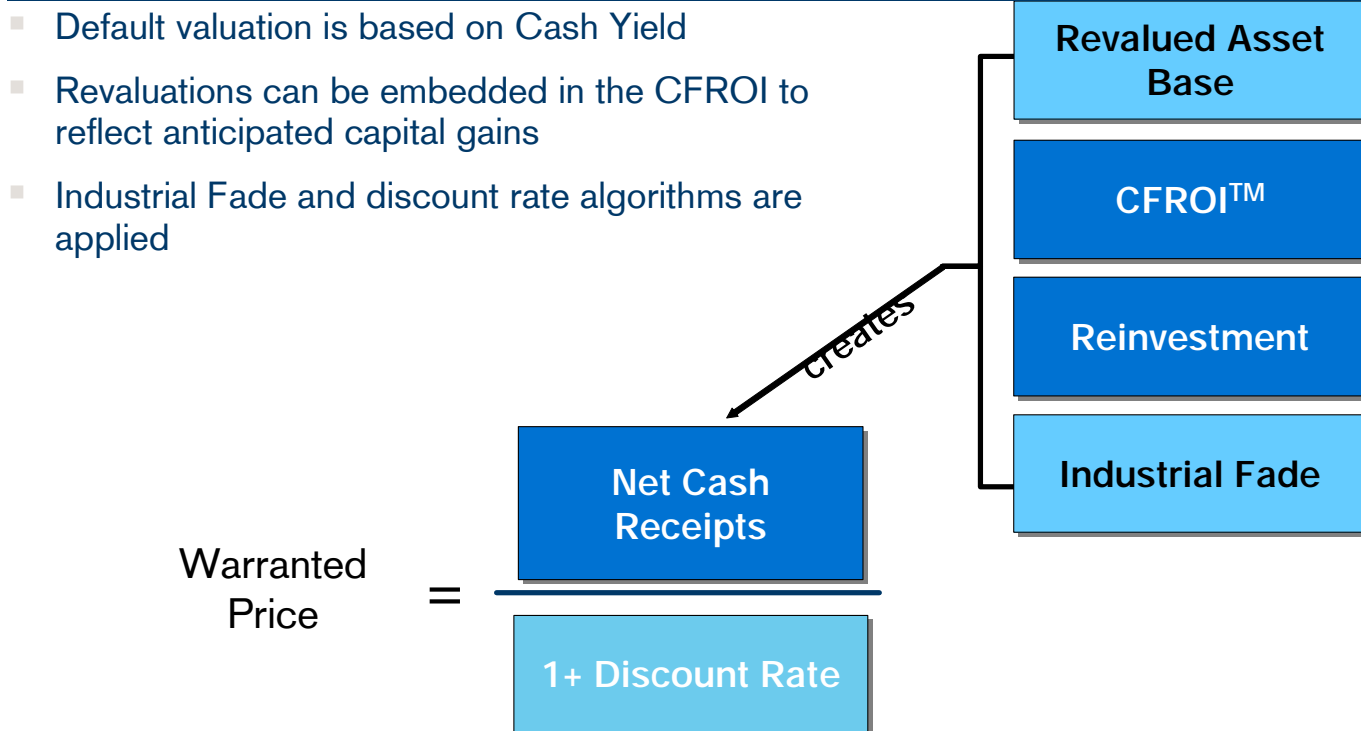 Default valuation is based on Cash Yield
Revaluations can be embedded in the CFROI to
reflect anticipated capital gains
Industrial Fade and discount rate algorithms are
applied
Revalued Asset
Base
CFROI™
Reinvestment
Industrial Fade
creates
Net Cash
Receipts
Warranted
Price
=
1+ Discount Rate